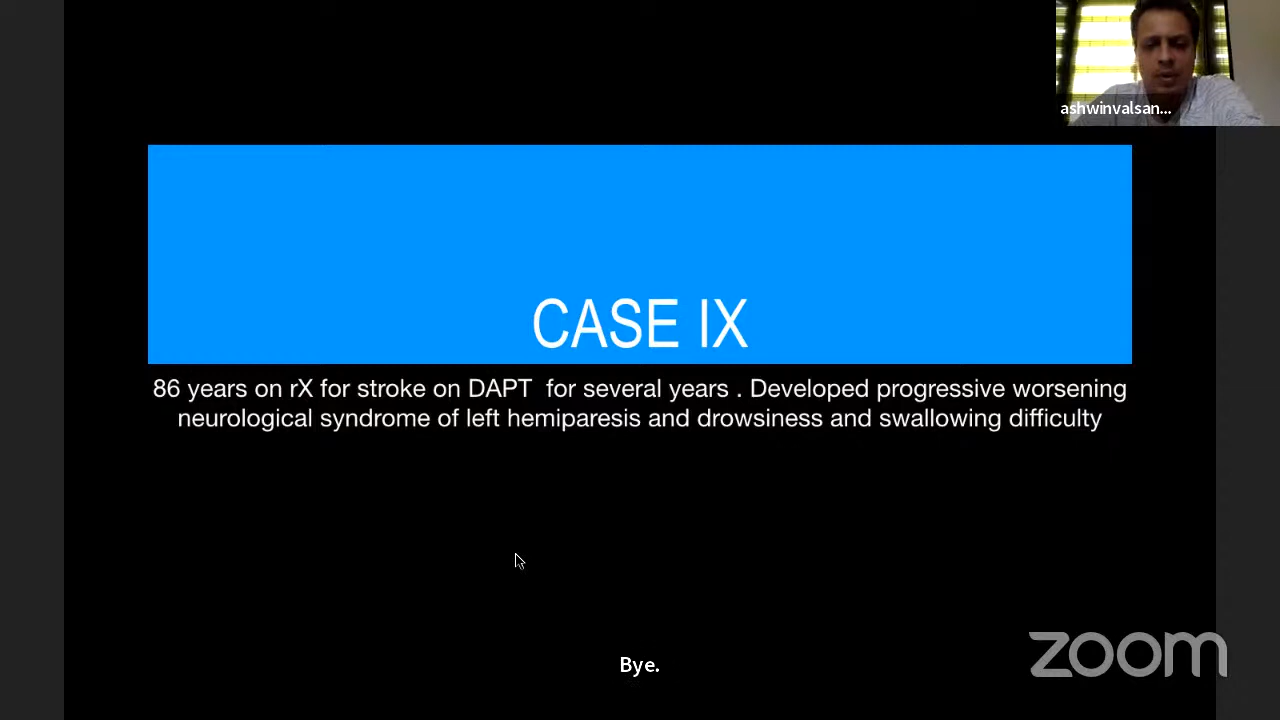 ashwinvalsan...
CASE IX
86 years on rX for stroke on DAPT for several years . Developed progressive worsening
neurological syndrome of left hemiparesis and drowsiness and swallowing difficulty
Bye.
zoom